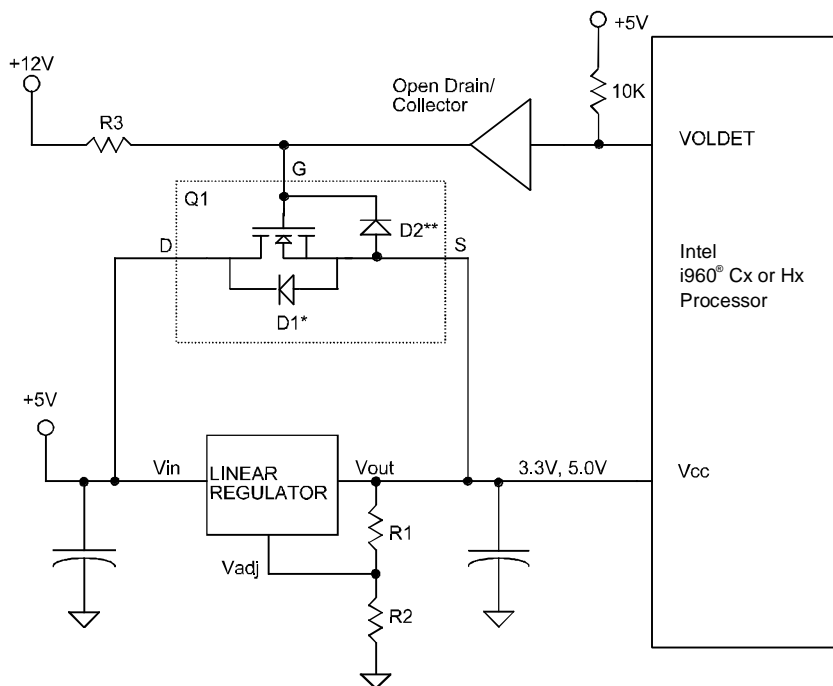 +5V
+12V
Open Drain/
Collector
10K
R3
VOLDET
G
Q1
D2**
D
S
Intel
i960® Cx or Hx
Processor
D1*
+5V
Vin
LINEAR
REGULATOR
Vout
3.3V, 5.0V
Vcc
R1
Vadj
R2